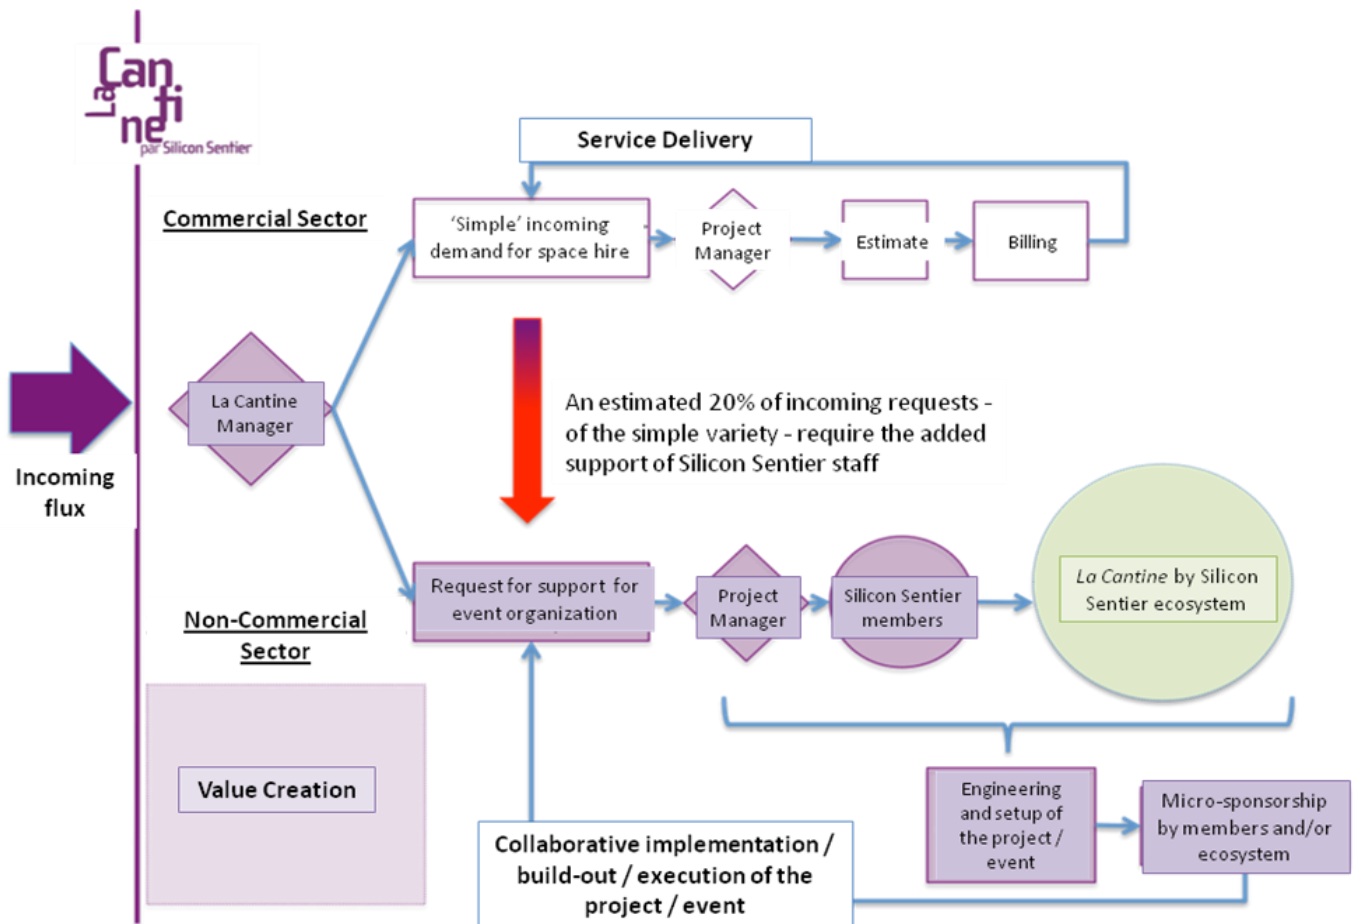 La
Can
ti
ne
par Silicon Sentier
Service Delivery
Commercial Sector
‘Simple’ incoming
demand for space hire
Project
Manager
Estimate
Billing
La Cantine
Manager
An estimated 20% of incoming requests -
of the simple variety - require the added
support of Silicon Sentier staff
Incoming
flux
Request for support for
event organization
Project
Manager
Silicon Sentier
members
La Cantine by Silicon
Sentier ecosystem
Non-Commercial
Sector
Value Creation
Engineering
and setup of
the project /
event
Micro-sponsorship
by members and/or
ecosystem
Collaborative implementation /
build-out / execution of the
project / event